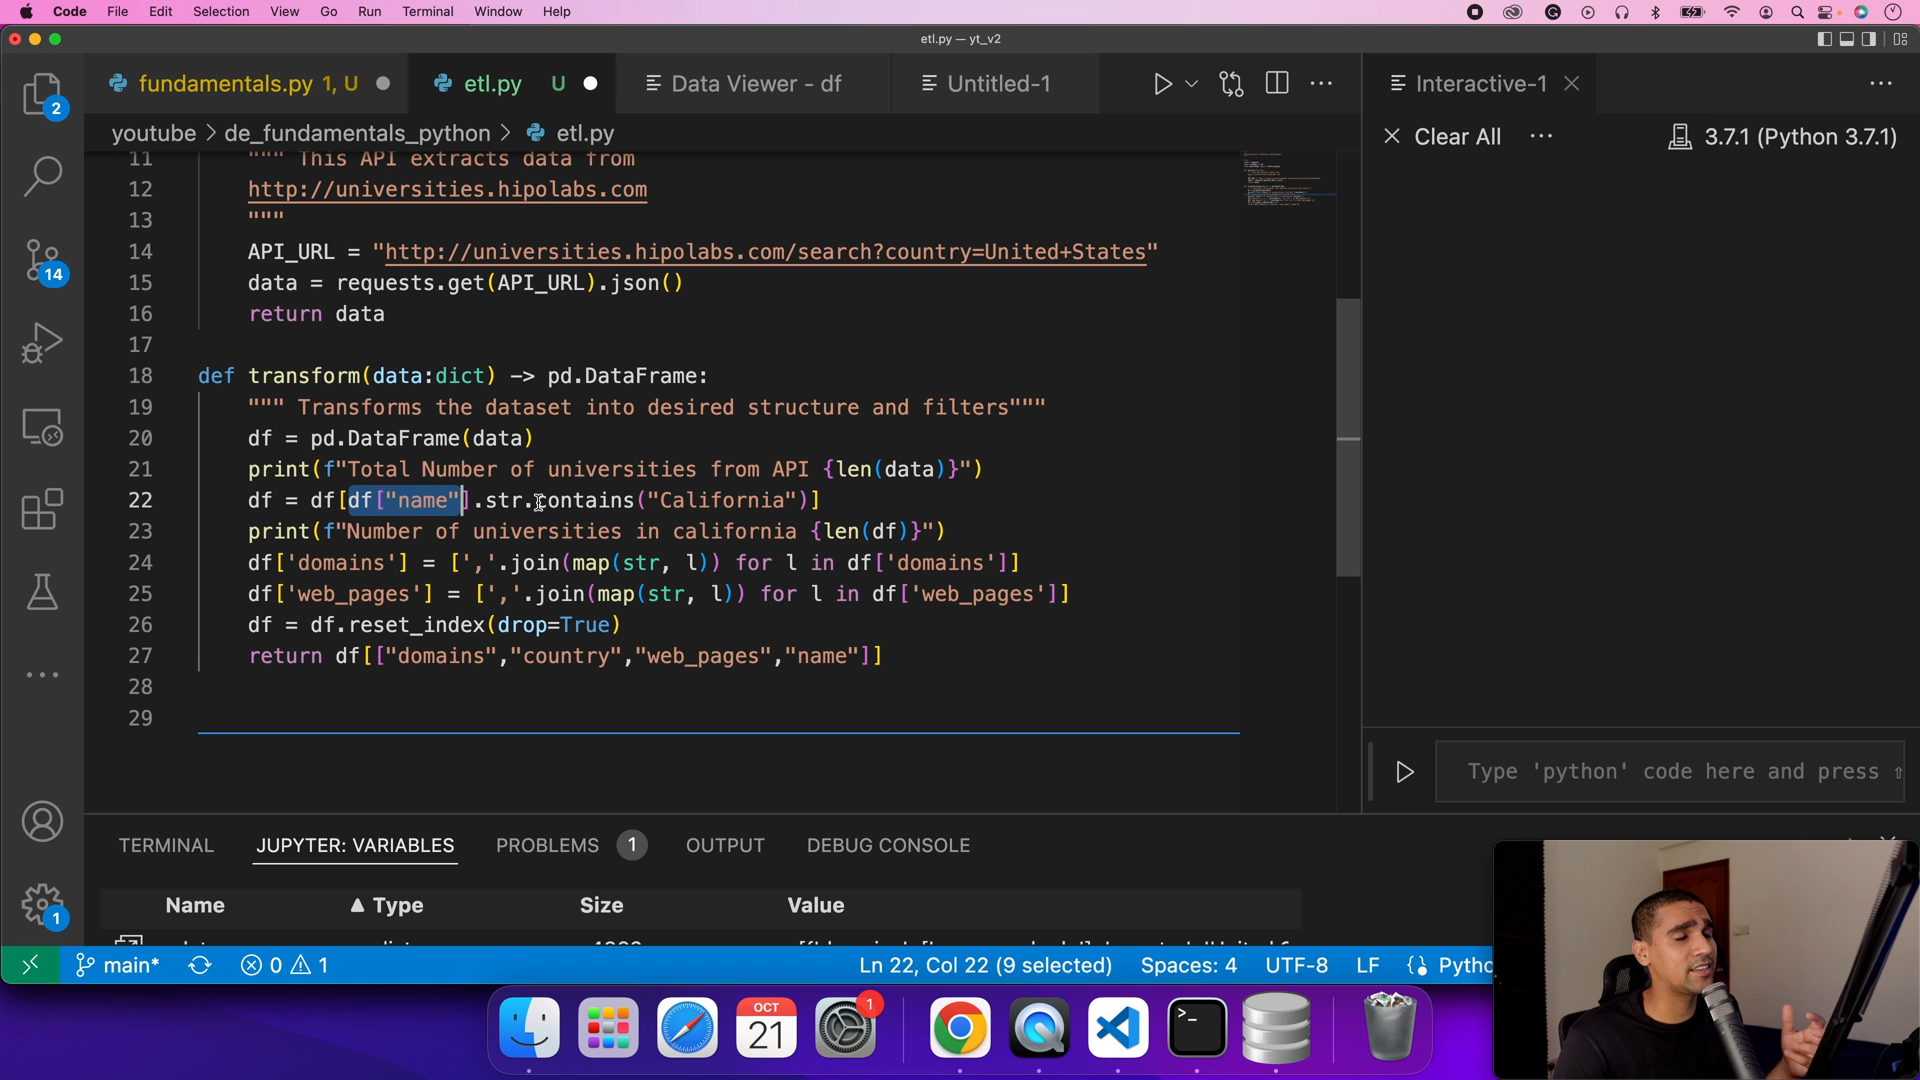 Code File Edit Selection View Go Run Terminal Window Help
etl.py — yt_v2
fundamentals.py 1, U
etl.py U
Data Viewer - df
Untitled-1
Interactive-1
2
youtube > de_fundamentals_python > etl.py
Clear All
3.7.1 (Python 3.7.1)
11 """ This API extracts data from
12 http://universities.hipolabs.com
13 """
14 API_URL = "http://universities.hipolabs.com/search?country=United+States"
15 data = requests.get(API_URL).json()
16 return data
17
18 def transform(data:dict) -> pd.DataFrame:
19 """ Transforms the dataset into desired structure and filters"""
20 df = pd.DataFrame(data)
21 print(f"Total Number of universities from API {len(data)}")
22 df = df[df["name"].str.contains("California")]
23 print(f"Number of universities in california {len(df)}")
24 df['domains'] = [','.join(map(str, l)) for l in df['domains']]
25 df['web_pages'] = [','.join(map(str, l)) for l in df['web_pages']]
26 df = df.reset_index(drop=True)
27 return df[["domains","country","web_pages","name"]]
28
29
14
Type 'python' code here and press
TERMINAL JUPYTER: VARIABLES PROBLEMS 1 OUTPUT DEBUG CONSOLE
Name Type Size Value
1
main* 0 1
Ln 22, Col 22 (9 selected) Spaces: 4 UTF-8 LF Pytho
OCT
21
1